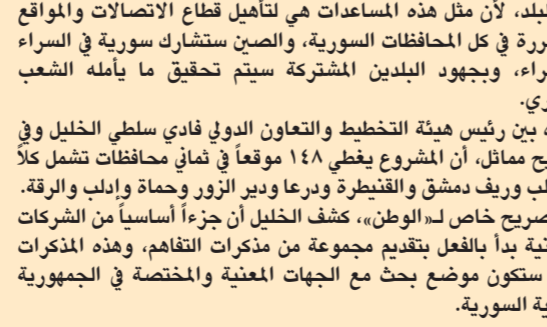 لبلد، لأن مثل هذه المساعدات هي لتأهيل قطاع الاتصالات والمواقع
ررة في كل المحافظات السورية، والصين ستشارك سورية في السراء
راء، وبجهود البلدين المشتركة سيتم تحقيق ما يأمله الشعب
ري.
، بين رئيس هيئة التخطيط والتعاون الدولي فادي سلطي الخليل وفي
يح مماثل، أن المشروع يغطي ١٤٨ موقعاً في ثماني محافظات تشمل كلاً
لب وريف دمشق والقنيطرة ودرعا ودير الزور وحماة وإدلب والرقة.
صريح خاص لـ«الوطن»، كشف الخليل أن جزءاً أساسياً من الشركات
نية بدأ بالفعل بتقديم مجموعة من مذكرات التفاهم، وهذه المذكرات
ستكون موضع بحث مع الجهات المعنية والمختصة في الجمهورية
ية السورية.